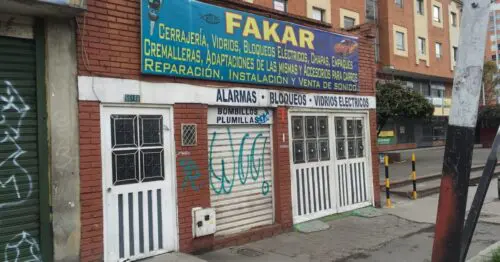 FAKAR
CERRAJERÍA, VIDRIOS, BLOQUEOS ELÉCTRICOS, CHAPAS, EMPAQUES
CREMALLERAS, ADAPTACIONES DE LAS MISMAS Y ACCESORIOS PARA CARROS
REPARACIÓN, INSTALACIÓN Y VENTA DE SONIDO
ALARMAS · BLOQUEOS · VIDRIOS ELECTRICOS
BOMBILLOS
PLUMILLAS